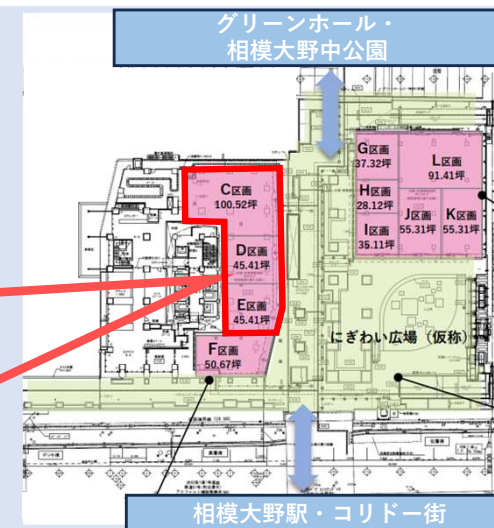 グリーンホール・
相模大野中公園
C区画
100.52坪
D区画
45.41坪
E区画
45.41坪
F区画
50.67坪
G区画
37.32坪
H区画
28.12坪
I区画
35.11坪
L区画
91.41坪
J区画
55.31坪
K区画
55.31坪
にぎわい広場（仮称）
相模大野駅・コリドー街